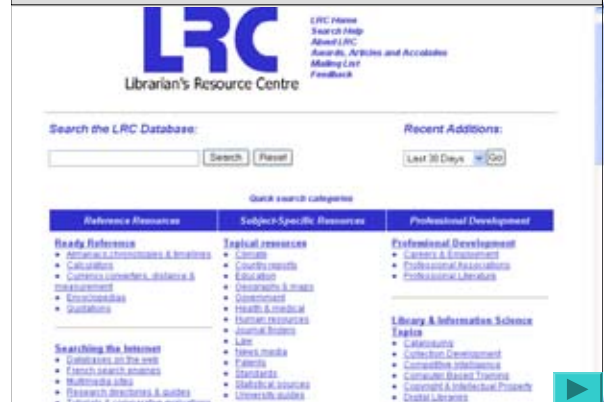 LRC
Librarian's Resource Centre
LRC Home
Search Help
About LRC
Awards, Articles and Accolades
Mailing List
Feedback
Search the LRC Database:
Search Reset
Recent Additions:
Last 30 Days Go
Quick search categories
Reference Resources
Ready Reference
Almanacs, chronologies & timelines
Calculators
Currency converters, distance &
measurement
Encyclopedias
Quotations
Searching the Internet
Databases on the web
French search engines
Multimedia sites
Research directories & guides
Subject-Specific Resources
Topical resources
Climate
Country reports
Education
Geography & maps
Government
Health & medical
Human resources
Journal finders
Law
News media
Patents
Standards
Statistical sources
University guides
Professional Development
Professional Development
Careers & Employment
Professional Associations
Professional Literature
Library & Information Science
Topics
Cataloguing
Collection Development
Competitive Intelligence
Computer Based Training
Copyright & Intellectual Property
Digital Libraries